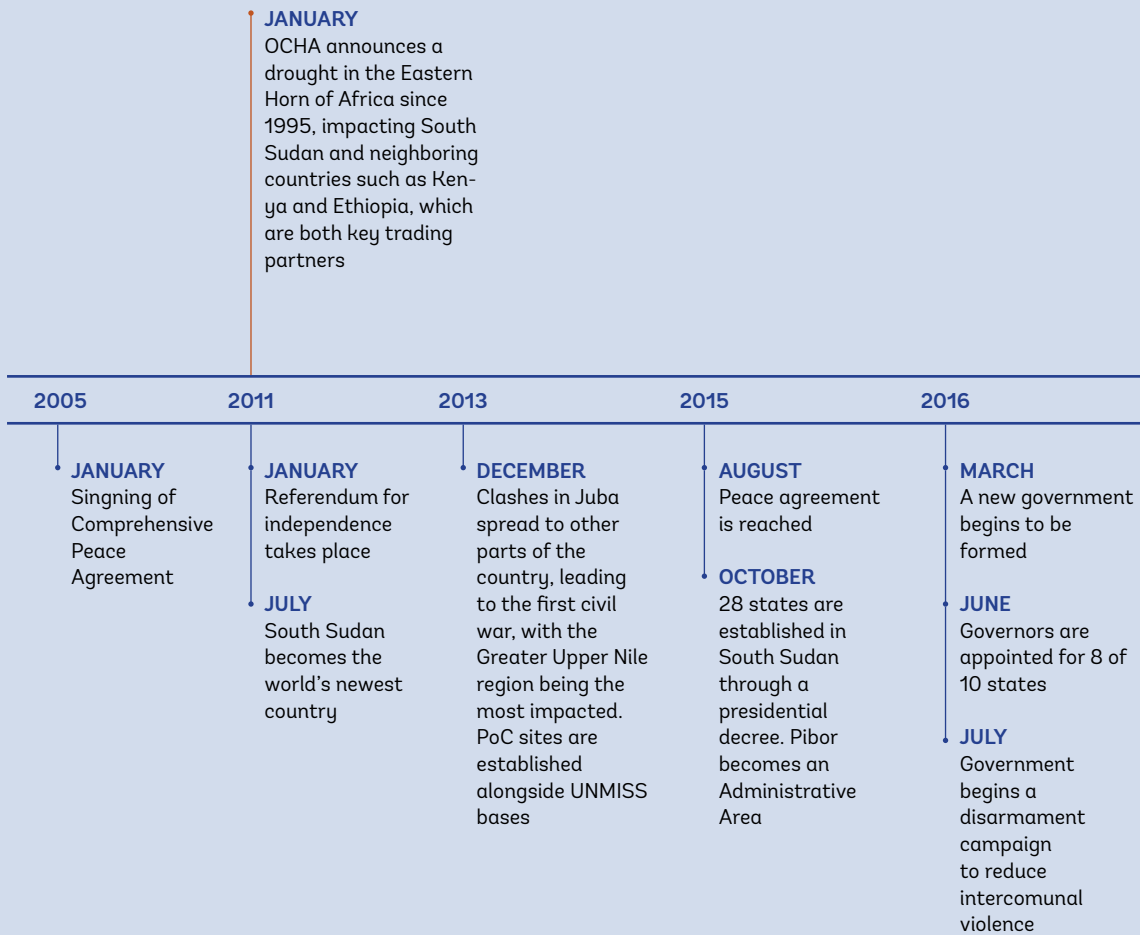 JANUARY
OCHA announces a
drought in the Eastern
Horn of Africa since
1995, impacting South
Sudan and neighboring
countries such as Ken-
ya and Ethiopia, which
are both key trading
partners
2005
2011
2013
2015
2016
JANUARY
Singning of
Comprehensive
Peace
Agreement
JANUARY
Referendum for
independence
takes place
JULY
South Sudan
becomes the
world's newest
country
DECEMBER
Clashes in Juba
spread to other
parts of the
country, leading
to the first civil
war, with the
Greater Upper Nile
region being the
most impacted.
PoC sites are
established
alongside UNMISS
bases
AUGUST
Peace agreement
is reached
OCTOBER
28 states are
established in
South Sudan
through a
presidential
decree. Pibor
becomes an
Administrative
Area
MARCH
A new government
begins to be
formed
JUNE
Governors are
appointed for 8 of
10 states
JULY
Government
begins a
disarmament
campaign
to reduce
intercomunal
violence